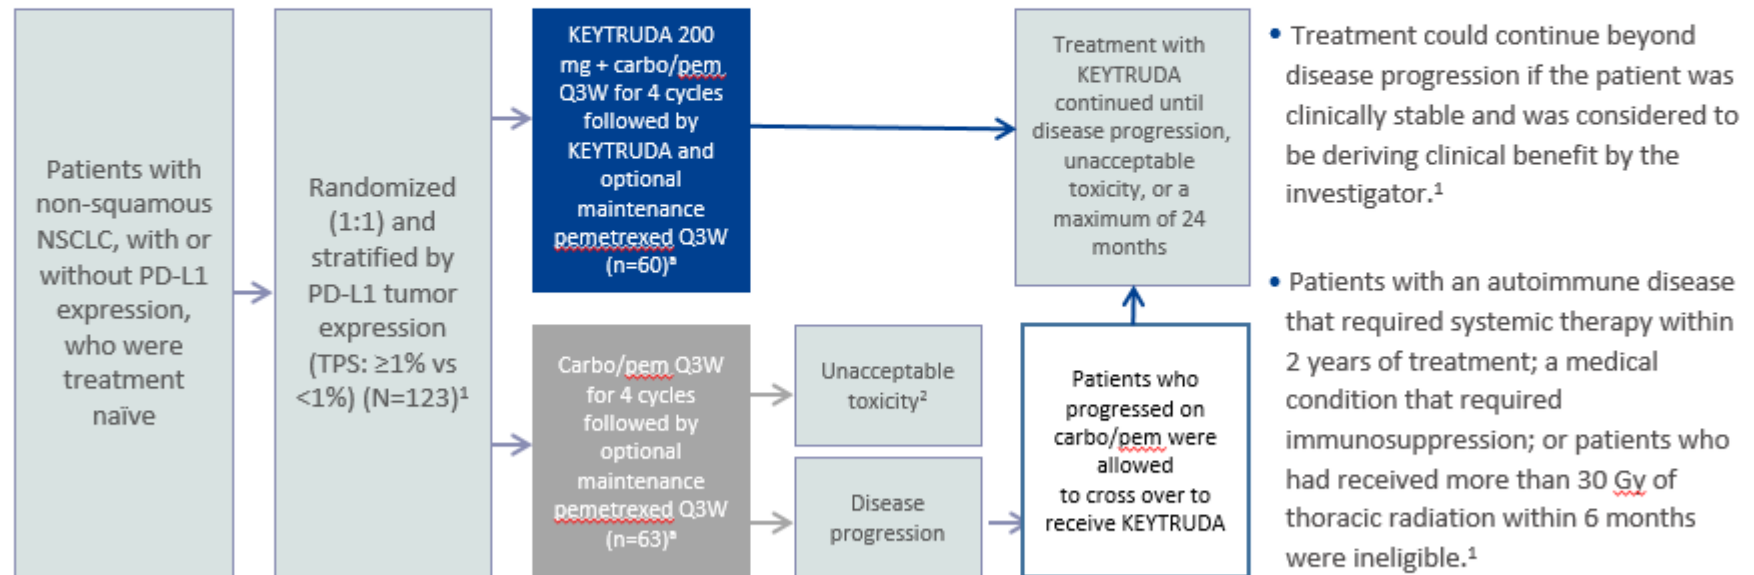 Patients with
non-squamous
NSCLC, with or
without PD-L1
expression,
who were
treatment
naïve
Randomized
(1:1) and
stratified by
PD-L1 tumor
expression
(TPS: ≥1% vs
<1%) (N=123)¹
KEYTRUDA 200
mg + carbo/pem
Q3W for 4 cycles
followed by
KEYTRUDA and
optional
maintenance
pemetrexed Q3W
(n=60)ª
Carbo/pem Q3W
for 4 cycles
followed by
optional
maintenance
pemetrexed Q3W
(n=63)ª
Unacceptable
toxicity²
Disease
progression
Treatment with
KEYTRUDA
continued until
disease progression,
unacceptable
toxicity, or a
maximum of 24
months
Patients who
progressed on
carbo/pem were
allowed
to cross over to
receive KEYTRUDA
• Treatment could continue beyond
disease progression if the patient was
clinically stable and was considered to
be deriving clinical benefit by the
investigator.¹
• Patients with an autoimmune disease
that required systemic therapy within
2 years of treatment; a medical
condition that required
immunosuppression; or patients who
had received more than 30 Gy of
thoracic radiation within 6 months
were ineligible.¹